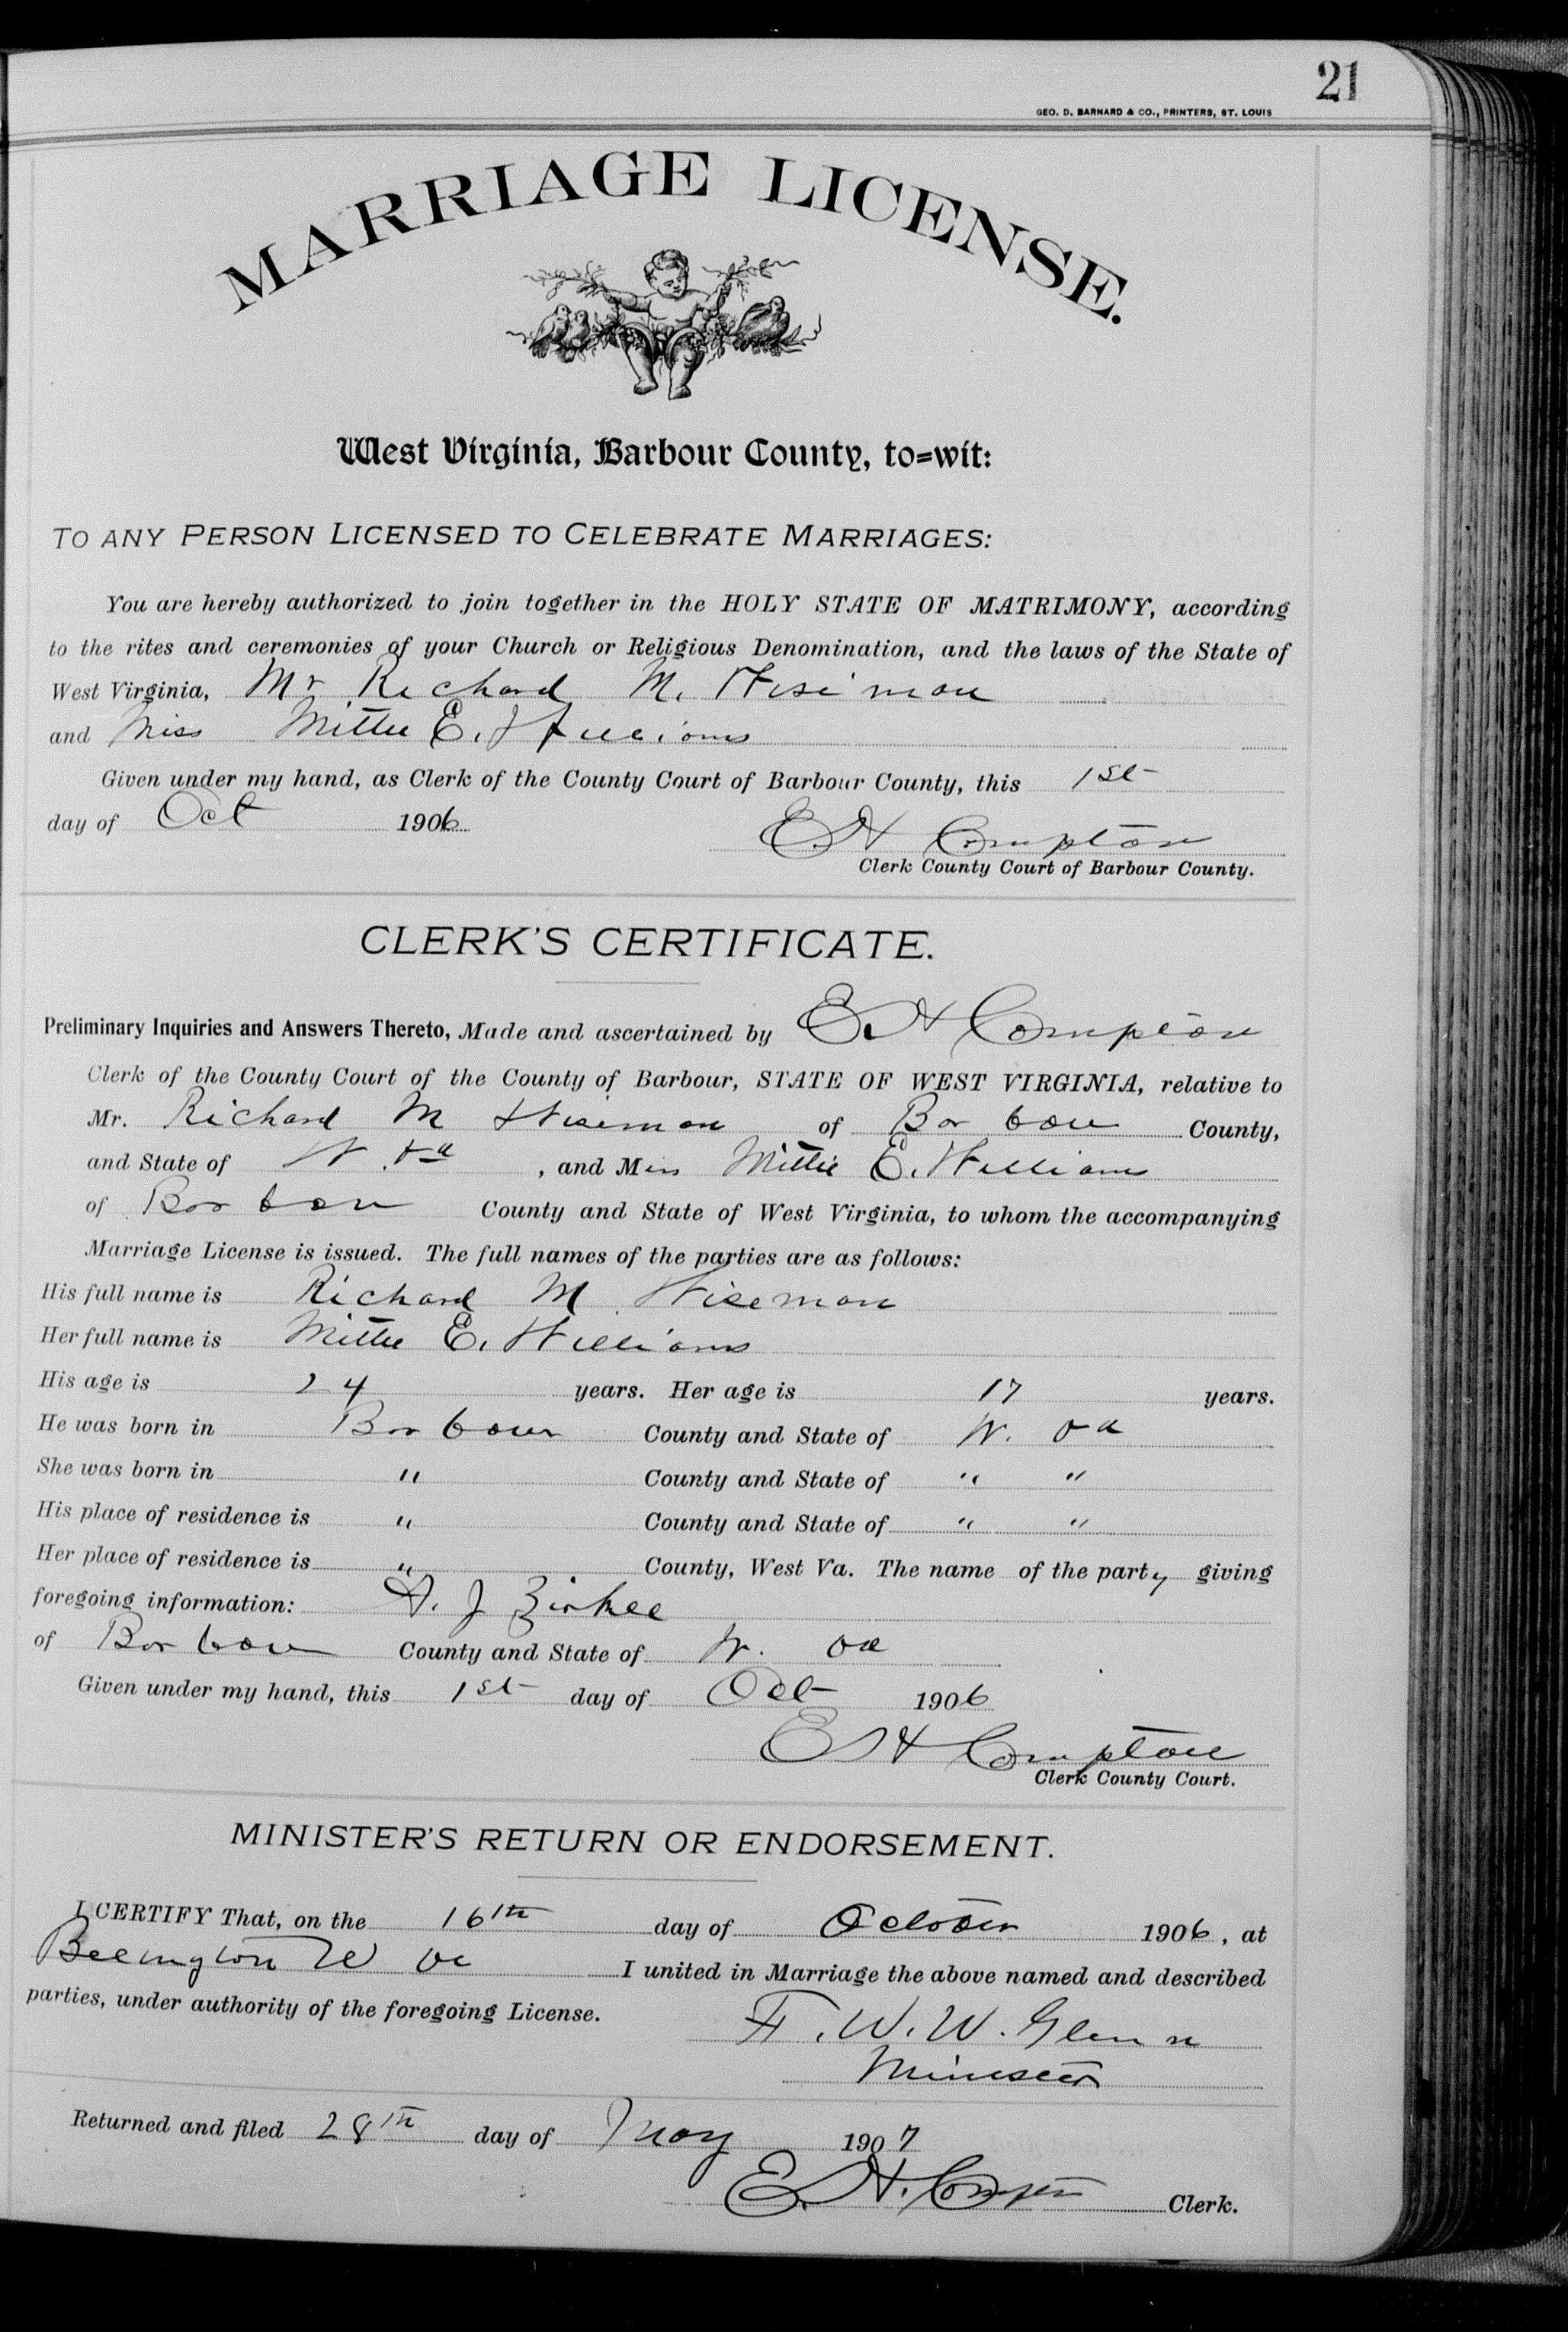 21
GEO. D. BARNARD & CO., PRINTERS, ST. LOUIS
MARRIAGE LICENSE.
West Virginia, Barbour County, to=wit:
TO ANY PERSON LICENSED TO CELEBRATE MARRIAGES:
You are hereby authorized to join together in the HOLY STATE OF MATRIMONY, according
to the rites and ceremonies of your Church or Religious Denomination, and the laws of the State of
West Virginia, Mr Richard M. Wiseman
and Miss Mittie E. Williams
Given under my hand, as Clerk of the County Court of Barbour County, this 1st
day of Oct 1906
E H Compton
Clerk County Court of Barbour County.
CLERK'S CERTIFICATE.
Preliminary Inquiries and Answers Thereto, Made and ascertained by E. H Compton
Clerk of the County Court of the County of Barbour, STATE OF WEST VIRGINIA, relative to
Mr. Richard M Wiseman of Barbour County,
and State of W. Va , and Miss Mittie E. Williams
of Barbour County and State of West Virginia, to whom the accompanying
Marriage License is issued. The full names of the parties are as follows:
His full name is Richard M Wiseman
Her full name is Mittie E. Williams
His age is 24 years. Her age is 17 years.
He was born in Barbour County and State of W. Va
She was born in " County and State of " "
His place of residence is " County and State of " "
Her place of residence is " County, West Va. The name of the party giving
foregoing information: J Zirkle
of Barbour County and State of W. Va
Given under my hand, this 1st day of Oct 1906
E H Compton
Clerk County Court.
MINISTER'S RETURN OR ENDORSEMENT.
I CERTIFY That, on the 16th day of October 1906, at
Belington W Va I united in Marriage the above named and described
parties, under authority of the foregoing License.
F. W. W. Glenn
Minister
Returned and filed 28th day of May 1907
E. H. Compton Clerk.